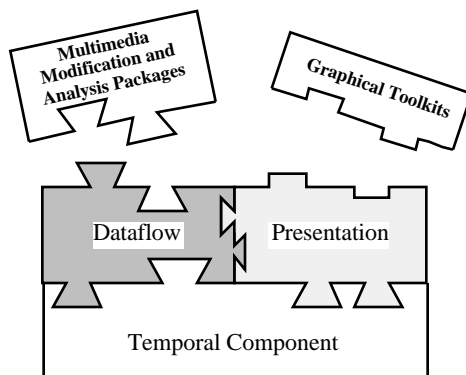 Multimedia
Modification and
Analysis Packages
Graphical Toolkits
Dataflow
Presentation
Temporal Component